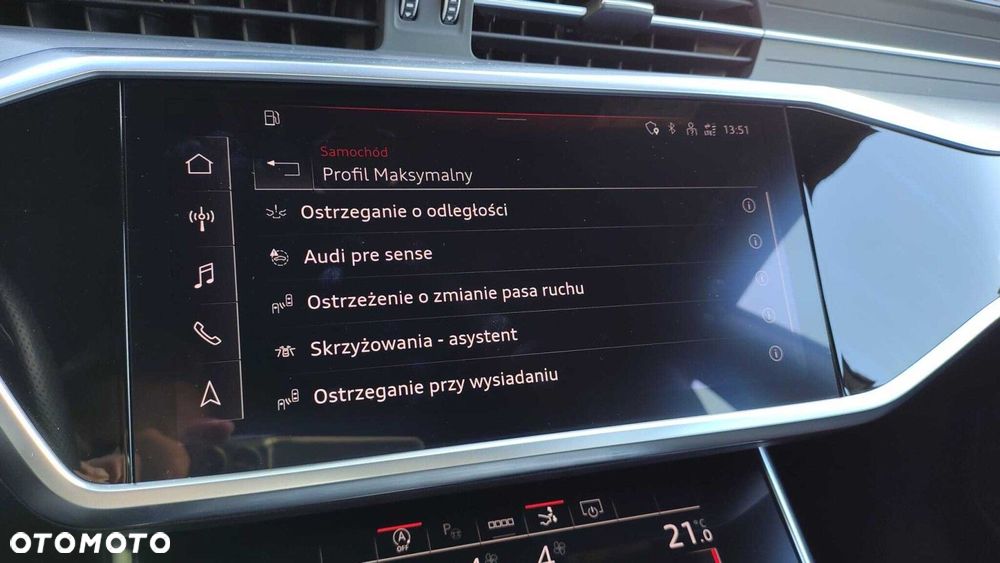 13:51
Samochód
Profil Maksymalny
Ostrzeganie o odległości
Audi pre sense
Ostrzeżenie o zmianie pasa ruchu
Skrzyżowania - asystent
Ostrzeganie przy wysiadaniu
A
OFF
P
4
21.0 °C
OTOMOTO